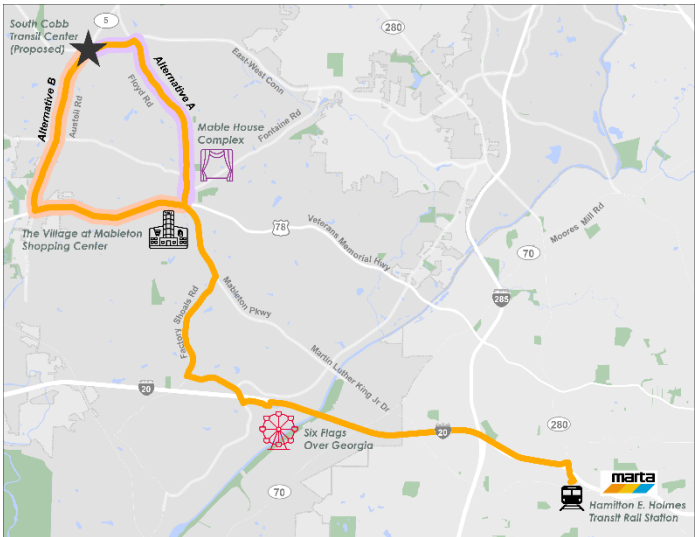 South Cobb
Transit Center
(Proposed)
5
280
East-West Conn
Alternative B
Austell Rd
Floyd Rd
Alternative A
Fontaine Rd
Mable House
Complex
The Village at Mableton
Shopping Center
78
Veterans Memorial Hwy
Moores Mill Rd
70
285
Factory Shoals Rd
Mableton Pkwy
Martin Luther King Jr Dr
20
Six Flags
Over Georgia
20
280
70
marta
Hamilton E. Holmes
Transit Rail Station